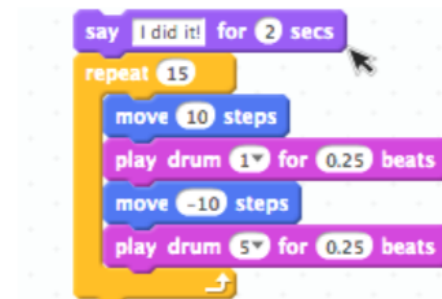 say I did it! for 2 secs
repeat 15
move 10 steps
play drum 1 for 0.25 beats
move -10 steps
play drum 5 for 0.25 beats